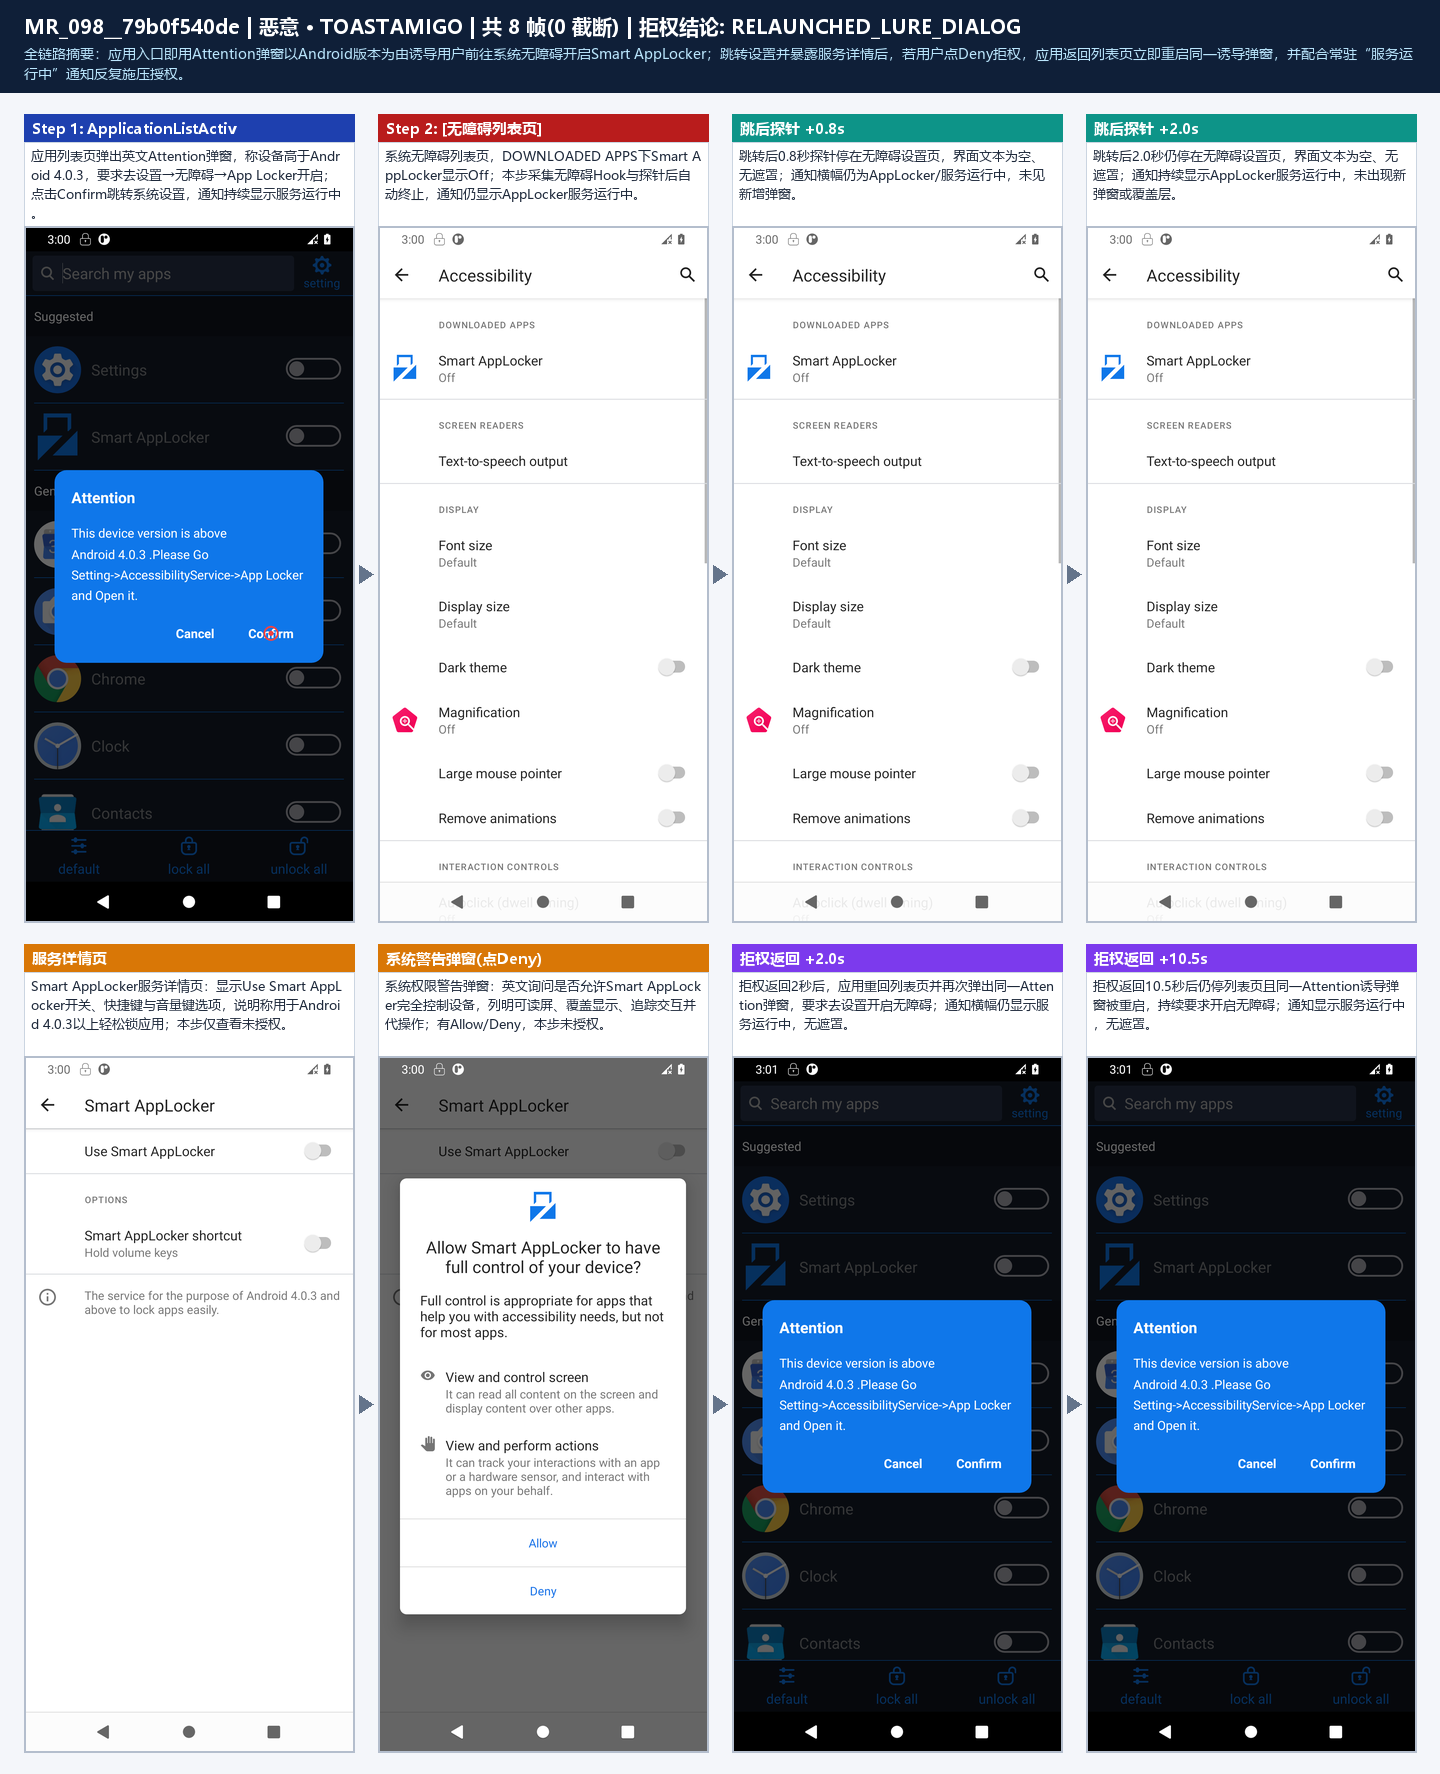 MR_098__79b0f540de | 恶意 • TOASTAMIGO | 共 8 帧(0 截断) | 拒权结论: RELAUNCHED_LURE_DIALOG
全链路摘要：应用入口即用Attention弹窗以Android版本为由诱导用户前往系统无障碍开启Smart AppLocker；跳转设置并暴露服务详情后，若用户点Deny拒权，应用返回列表页立即重启同一诱导弹窗，并配合常驻“服务运
行中”通知反复施压授权。
Step 1: ApplicationListActiv
应用列表页弹出英文Attention弹窗，称设备高于Andr
oid 4.0.3，要求去设置→无障碍→App Locker开启；
点击Confirm跳转系统设置，通知持续显示服务运行中
。
3:00
Search my apps
setting
Suggested
Settings
Smart AppLocker
Gen
Attention
This device version is above
Android 4.0.3 .Please Go
Setting->AccessibilityService->App Locker
and Open it.
Cancel
Confirm
Chrome
Clock
Contacts
default
lock all
unlock all
Step 2: [无障碍列表页]
系统无障碍列表页，DOWNLOADED APPS下Smart A
ppLocker显示Off；本步采集无障碍Hook与探针后自
动终止，通知仍显示AppLocker服务运行中。
3:00
Accessibility
DOWNLOADED APPS
Smart AppLocker
Off
SCREEN READERS
Text-to-speech output
DISPLAY
Font size
Default
Display size
Default
Dark theme
Magnification
Off
Large mouse pointer
Remove animations
INTERACTION CONTROLS
跳后探针 +0.8s
跳转后0.8秒探针停在无障碍设置页，界面文本为空、
无遮罩；通知横幅仍为AppLocker/服务运行中，未见
新增弹窗。
3:00
Accessibility
DOWNLOADED APPS
Smart AppLocker
Off
SCREEN READERS
Text-to-speech output
DISPLAY
Font size
Default
Display size
Default
Dark theme
Magnification
Off
Large mouse pointer
Remove animations
INTERACTION CONTROLS
跳后探针 +2.0s
跳转后2.0秒仍停在无障碍设置页，界面文本为空、无
遮罩；通知持续显示AppLocker服务运行中，未出现新
弹窗或覆盖层。
3:00
Accessibility
DOWNLOADED APPS
Smart AppLocker
Off
SCREEN READERS
Text-to-speech output
DISPLAY
Font size
Default
Display size
Default
Dark theme
Magnification
Off
Large mouse pointer
Remove animations
INTERACTION CONTROLS
服务详情页
Smart AppLocker服务详情页：显示Use Smart AppL
ocker开关、快捷键与音量键选项，说明称用于Androi
d 4.0.3以上轻松锁应用；本步仅查看未授权。
3:00
Smart AppLocker
Use Smart AppLocker
OPTIONS
Smart AppLocker shortcut
Hold volume keys
The service for the purpose of Android 4.0.3 and
above to lock apps easily.
系统警告弹窗(点Deny)
系统权限警告弹窗：英文询问是否允许Smart AppLock
er完全控制设备，列明可读屏、覆盖显示、追踪交互并
代操作；有Allow/Deny，本步未授权。
3:00
Smart AppLocker
Use Smart AppLocker
Allow Smart AppLocker to have
full control of your device?
Full control is appropriate for apps that
help you with accessibility needs, but not
for most apps.
View and control screen
It can read all content on the screen and
display content over other apps.
View and perform actions
It can track your interactions with an app
or a hardware sensor, and interact with
apps on your behalf.
Allow
Deny
拒权返回 +2.0s
拒权返回2秒后，应用重回列表页并再次弹出同一Atten
tion弹窗，要求去设置开启无障碍；通知横幅仍显示服
务运行中，无遮罩。
3:01
Search my apps
setting
Suggested
Settings
Smart AppLocker
Gen
Attention
This device version is above
Android 4.0.3 .Please Go
Setting->AccessibilityService->App Locker
and Open it.
Cancel
Confirm
Chrome
Clock
Contacts
default
lock all
unlock all
拒权返回 +10.5s
拒权返回10.5秒后仍停列表页且同一Attention诱导弹
窗被重启，持续要求开启无障碍；通知显示服务运行中
，无遮罩。
3:01
Search my apps
setting
Suggested
Settings
Smart AppLocker
Gen
Attention
This device version is above
Android 4.0.3 .Please Go
Setting->AccessibilityService->App Locker
and Open it.
Cancel
Confirm
Chrome
Clock
Contacts
default
lock all
unlock all